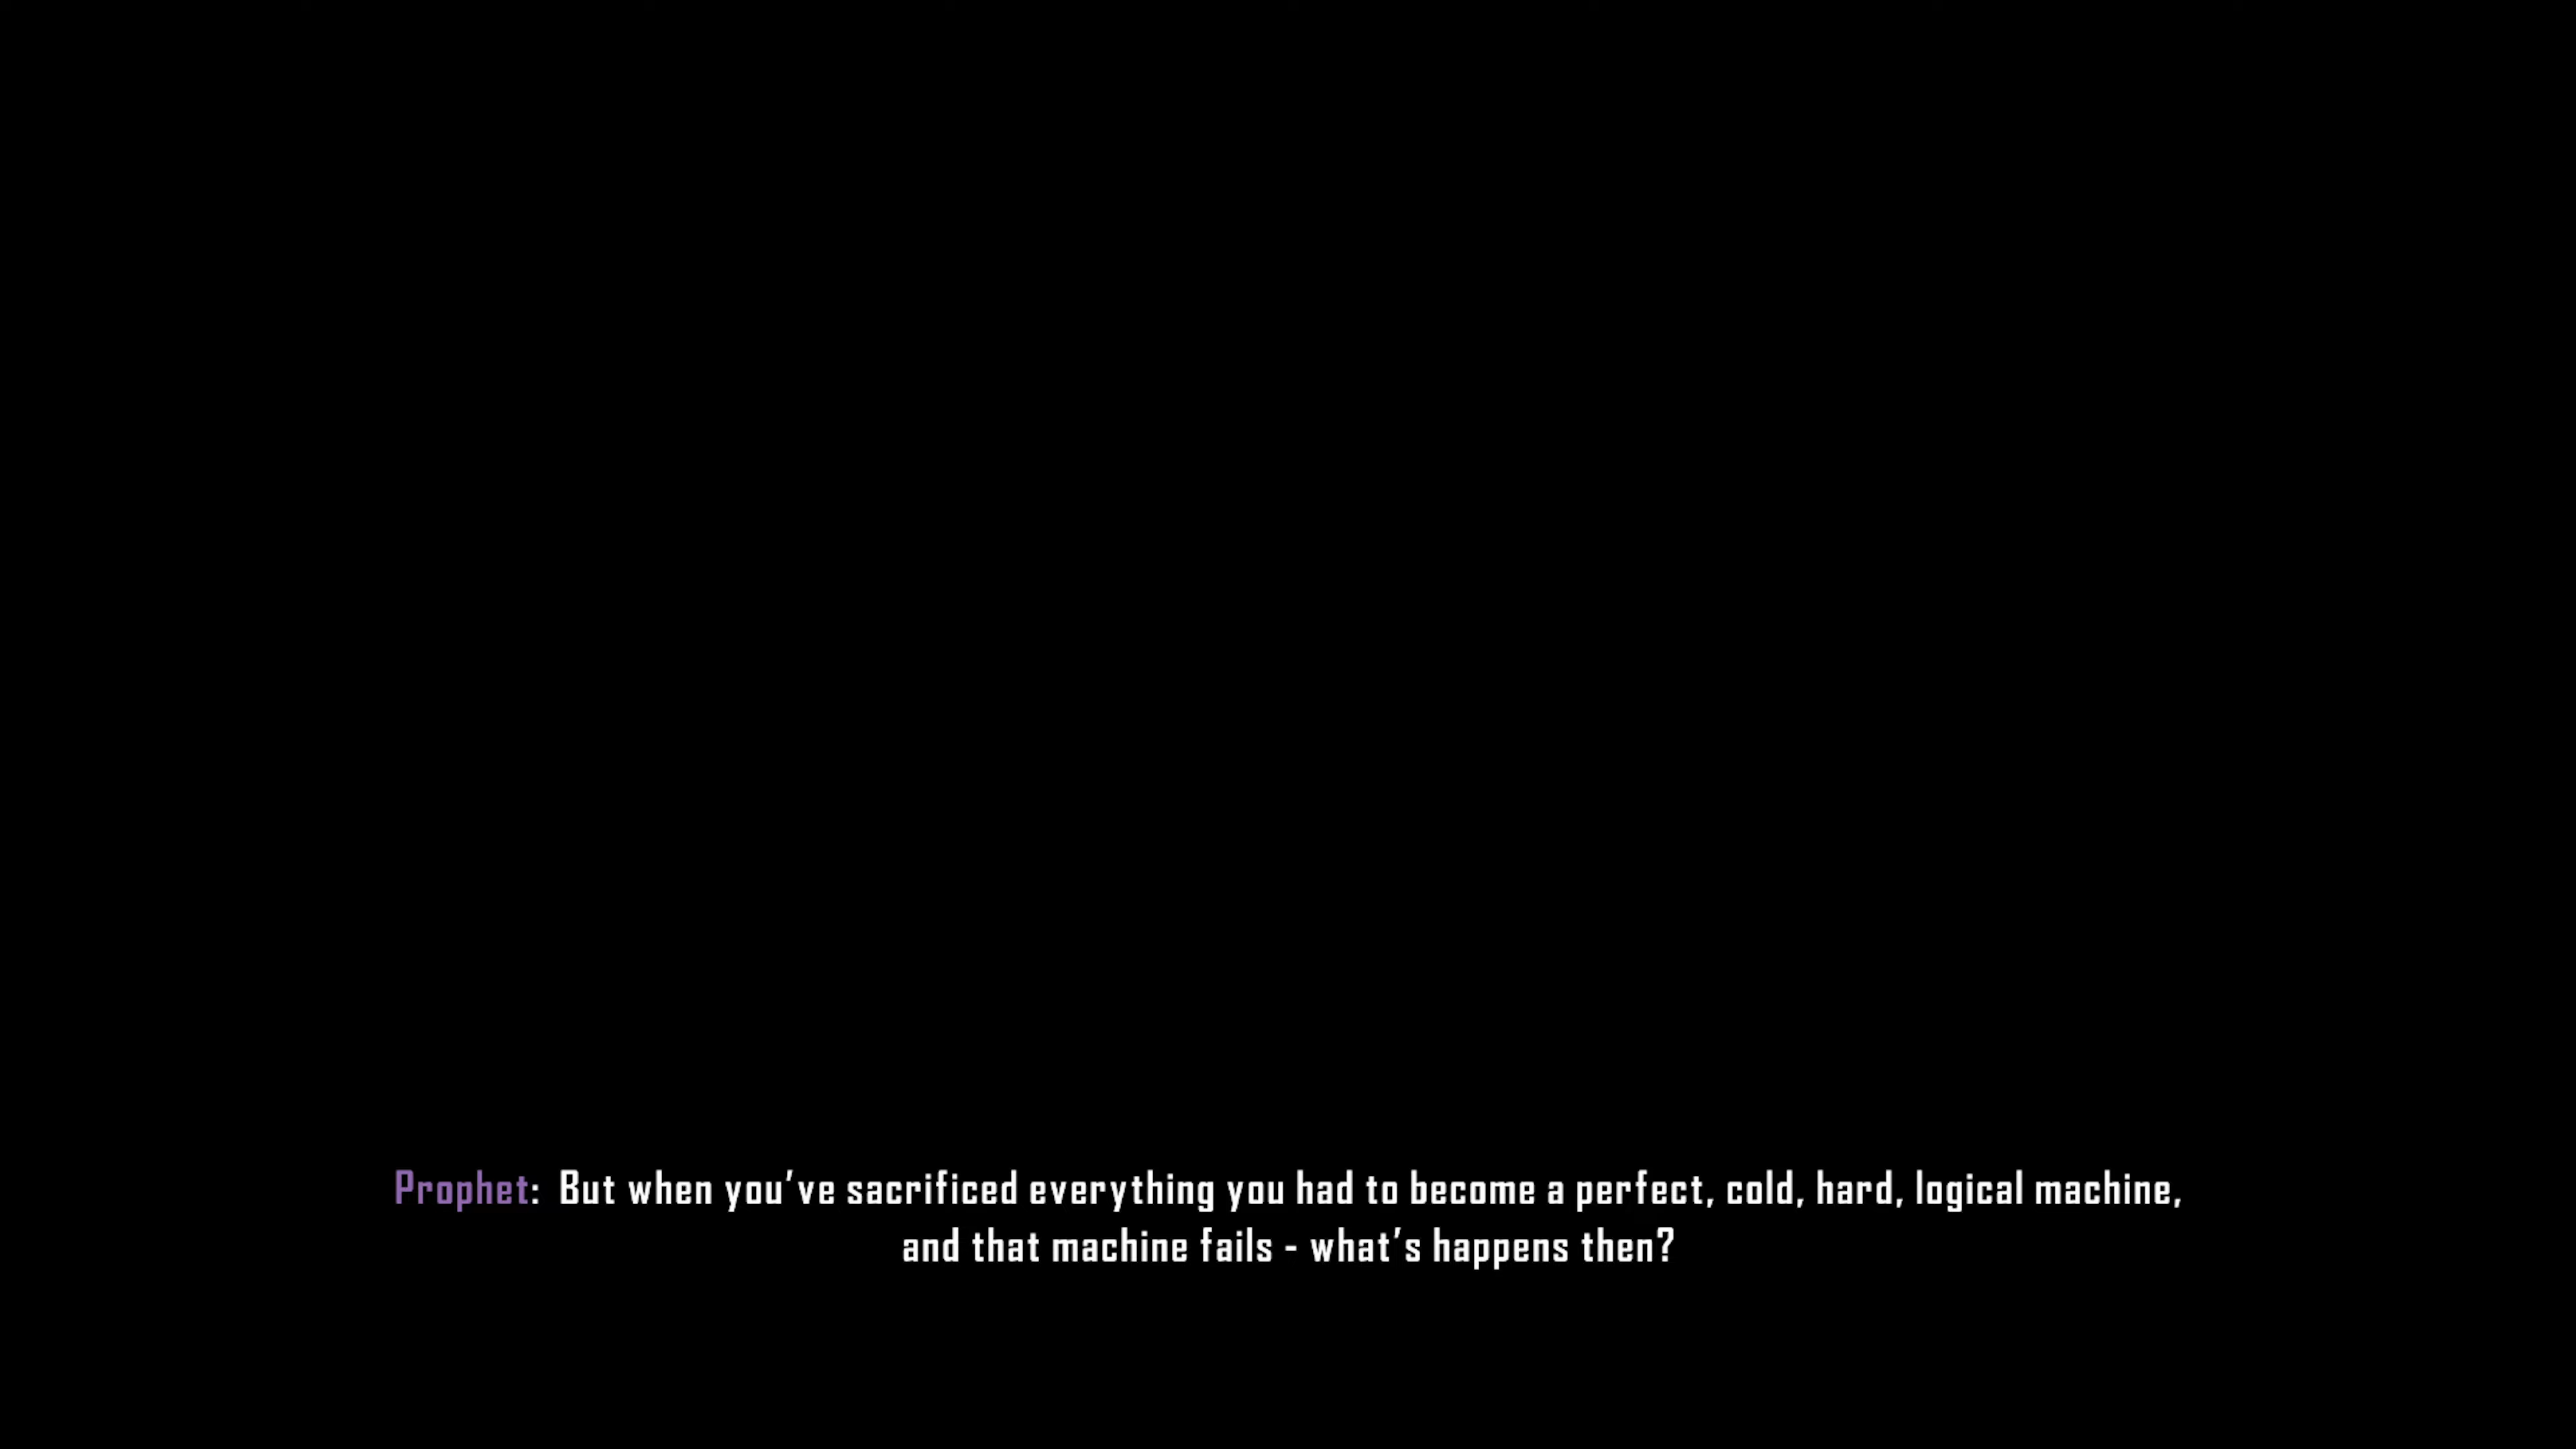 Prophet: But when you've sacrificed everything you had to become a perfect, cold, hard, logical machine,
and that machine fails - what's happens then?